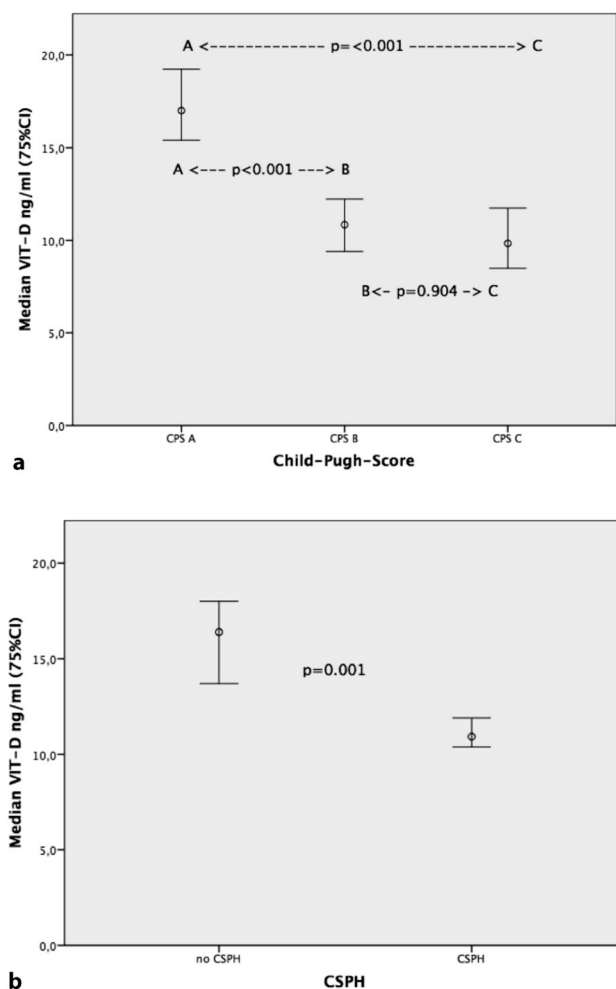 20,0
A <---------------- p=<0.001 --------------> C
15,0
A <---- p<0.001 ---> B
10,0
B<- p=0.904 -> C
5,0
0,0
Median VIT-D ng/ml (75%CI)
CPS A CPS B CPS C
Child-Pugh-Score
a
20,0
15,0
p=0.001
10,0
5,0
0,0
Median VIT-D ng/ml (75%CI)
no CSPH CSPH
CSPH
b